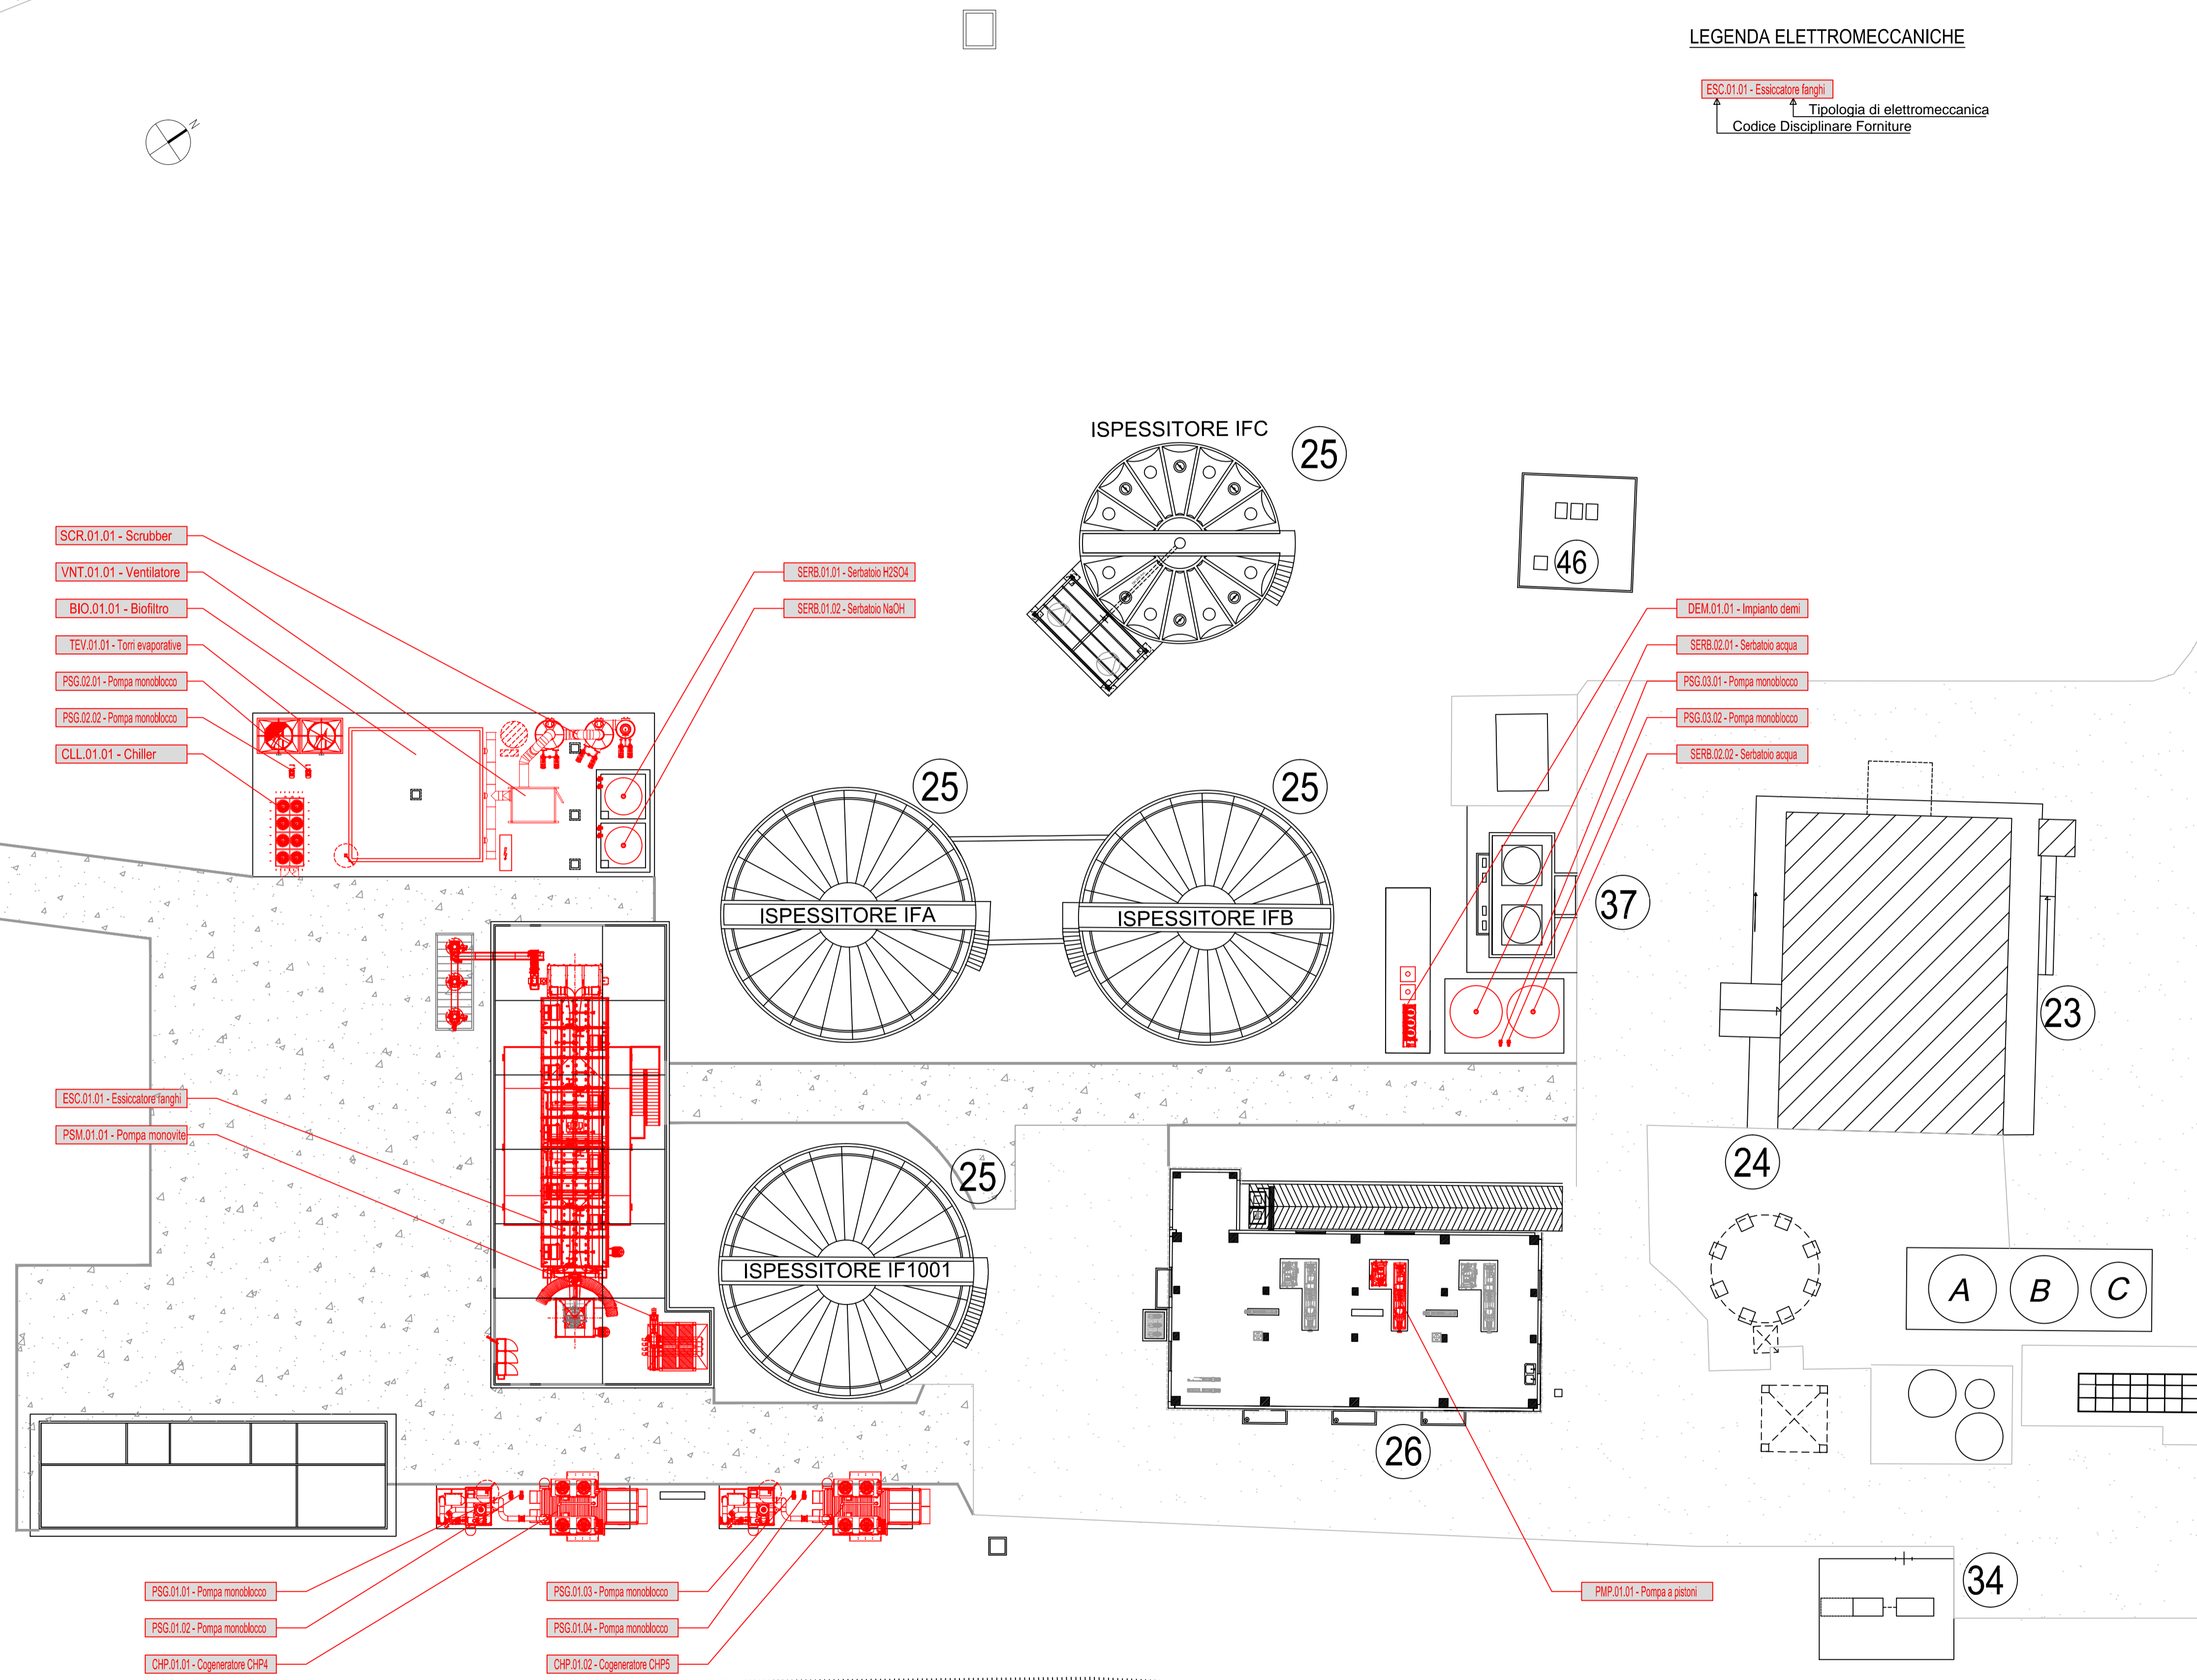 LEGENDA ELETTROMECCANICHE
ESC.01.01 - Essiccatore fanghi
Tipologia di elettromeccanica
Codice Disciplinare Forniture
N
ISPESSITORE IFC
25
46
SCR.01.01 - Scrubber
VNT.01.01 - Ventilatore
BIO.01.01 - Biofiltro
TEV.01.01 - Torri evaporative
PSG.02.01 - Pompa monoblocco
PSG.02.02 - Pompa monoblocco
CLL.01.01 - Chiller
SERB.01.01 - Serbatoio H2SO4
SERB.01.02 - Serbatoio NaOH
DEM.01.01 - Impianto demi
SERB.02.01 - Serbatoio acqua
PSG.03.01 - Pompa monoblocco
PSG.03.02 - Pompa monoblocco
SERB.02.02 - Serbatoio acqua
25
25
ISPESSITORE IFA
ISPESSITORE IFB
37
23
ESC.01.01 - Essiccatore fanghi
PSM.01.01 - Pompa monovite
25
24
ISPESSITORE IF1001
A
B
C
26
34
PSG.01.01 - Pompa monoblocco
PSG.01.02 - Pompa monoblocco
CHP.01.01 - Cogeneratore CHP4
PSG.01.03 - Pompa monoblocco
PSG.01.04 - Pompa monoblocco
CHP.01.02 - Cogeneratore CHP5
PMP.01.01 - Pompa a pistoni